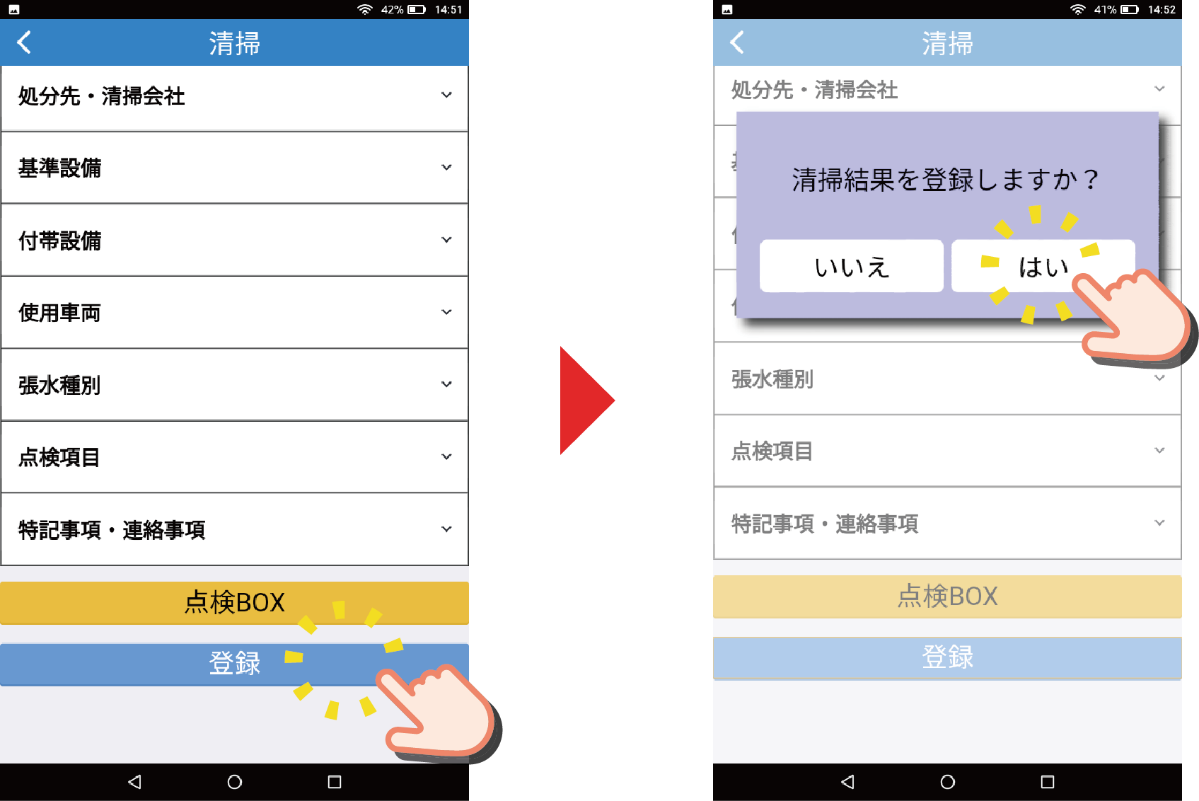 42% 14:51
清掃
処分先・清掃会社
基準設備
付帯設備
使用車両
張水種別
点検項目
特記事項・連絡事項
点検BOX
登録
41% 14:52
清掃
処分先・清掃会社
清掃結果を登録しますか？
いいえ はい
張水種別
点検項目
特記事項・連絡事項
点検BOX
登録